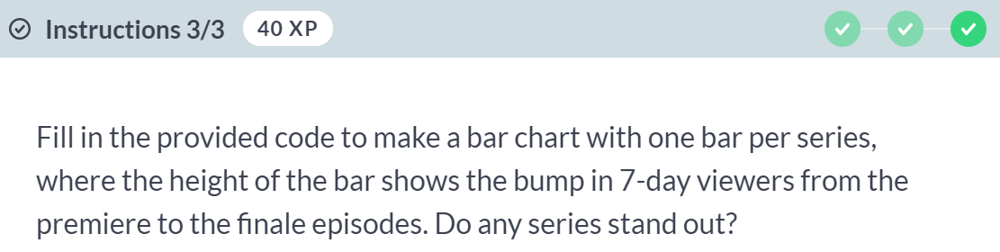 Instructions 3/3 40 XP
Fill in the provided code to make a bar chart with one bar per series,
where the height of the bar shows the bump in 7-day viewers from the
premiere to the finale episodes. Do any series stand out?